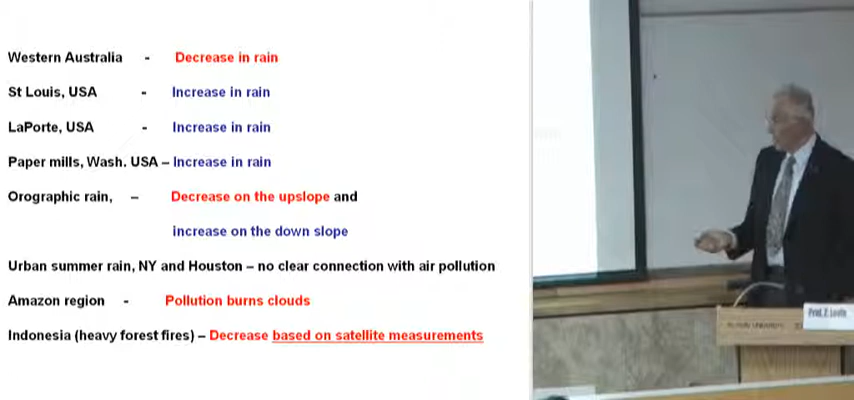 Western Australia - Decrease in rain
St Louis, USA - Increase in rain
LaPorte, USA - Increase in rain
Paper mills, Wash. USA – Increase in rain
Orographic rain, – Decrease on the upslope and
increase on the down slope
Urban summer rain, NY and Houston – no clear connection with air pollution
Amazon region - Pollution burns clouds
Indonesia (heavy forest fires) – Decrease based on satellite measurements
Prof. Z. Levin